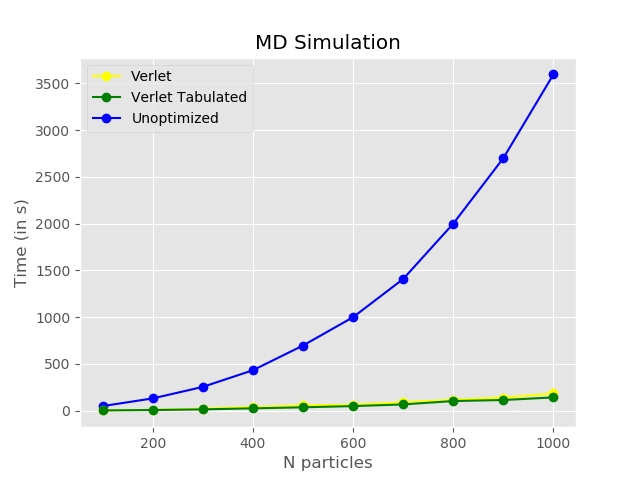 MD Simulation
Verlet
Verlet Tabulated
Unoptimized
Time (in s)
3500
3000
2500
2000
1500
1000
500
0
200 400 600 800 1000
N particles